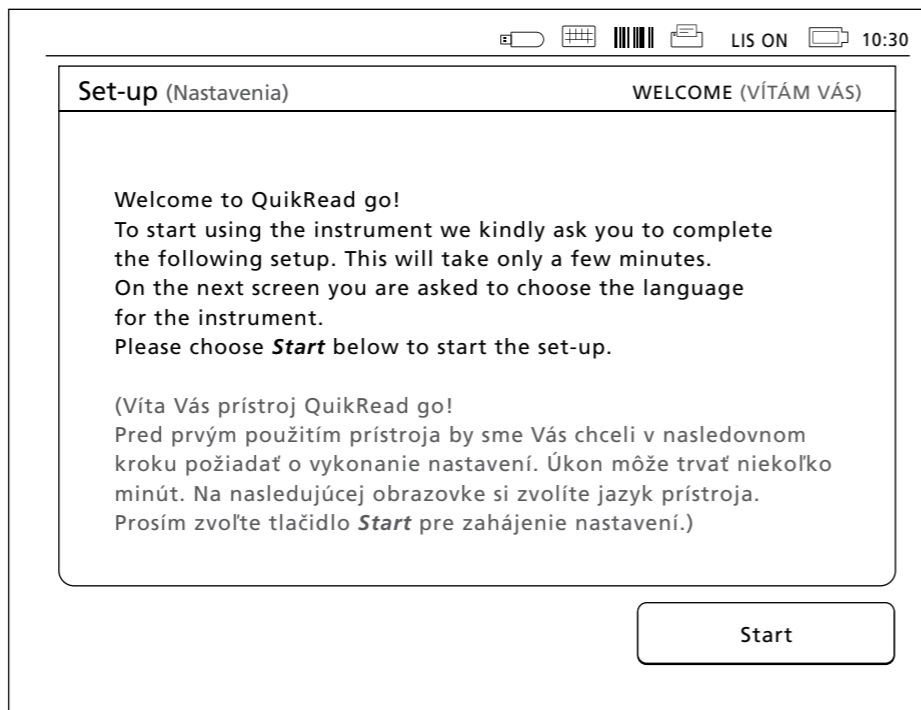 LIS ON 10:30
Set-up (Nastavenia) WELCOME (VÍTÁM VÁS)
Welcome to QuikRead go!
To start using the instrument we kindly ask you to complete
the following setup. This will take only a few minutes.
On the next screen you are asked to choose the language
for the instrument.
Please choose Start below to start the set-up.
(Víta Vás prístroj QuikRead go!
Pred prvým použitím prístroja by sme Vás chceli v nasledovnom
kroku požiadať o vykonanie nastavení. Úkon môže trvať niekoľko
minút. Na nasledujúcej obrazovke si zvolíte jazyk prístroja.
Prosím zvoľte tlačidlo Start pre zahájenie nastavení.)
Start